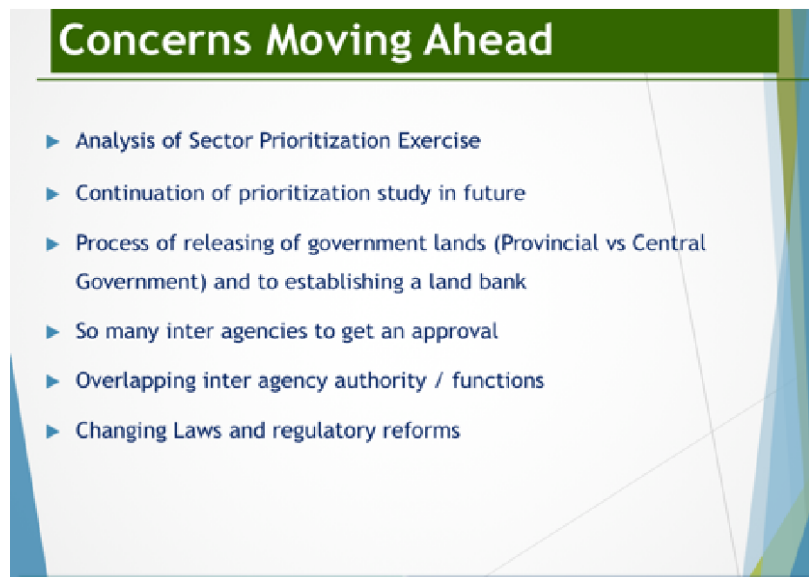 Concerns Moving Ahead
Analysis of Sector Prioritization Exercise
Continuation of prioritization study in future
Process of releasing of government lands (Provincial vs Central
Government) and to establishing a land bank
So many inter agencies to get an approval
Overlapping inter agency authority / functions
Changing Laws and regulatory reforms